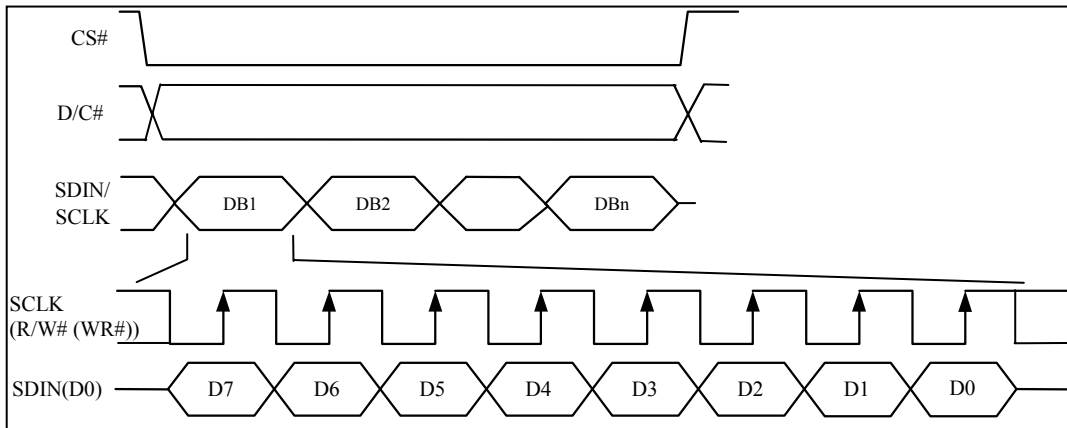 CS#
D/C#
SDIN/
SCLK
DB1
DB2
DBn
SCLK
(R/W# (WR#))
SDIN(D0)
D7
D6
D5
D4
D3
D2
D1
D0